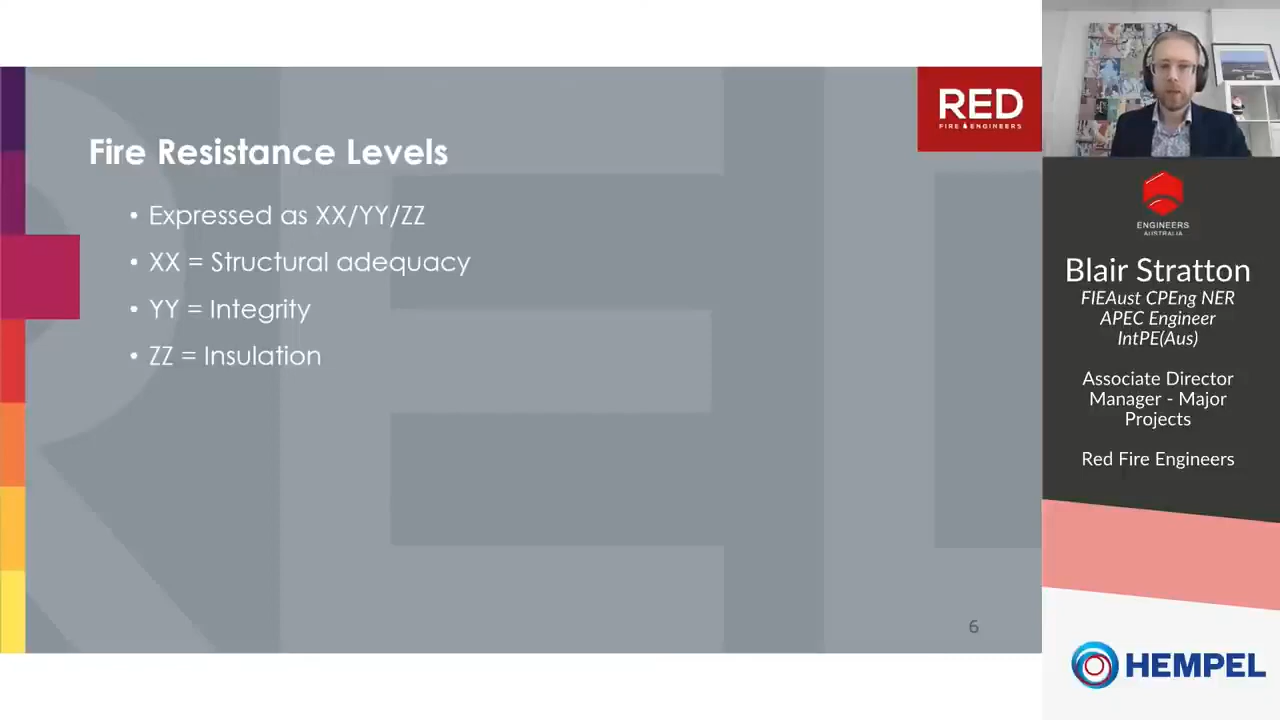 RED
FIRE ENGINEERS
Fire Resistance Levels
• Expressed as XX/YY/ZZ
• XX = Structural adequacy
• YY = Integrity
• ZZ = Insulation
6
ENGINEERS
AUSTRALIA
Blair Stratton
FIEAust CPEng NER
APEC Engineer
IntPE(Aus)
Associate Director
Manager - Major
Projects
Red Fire Engineers
HEMPEL